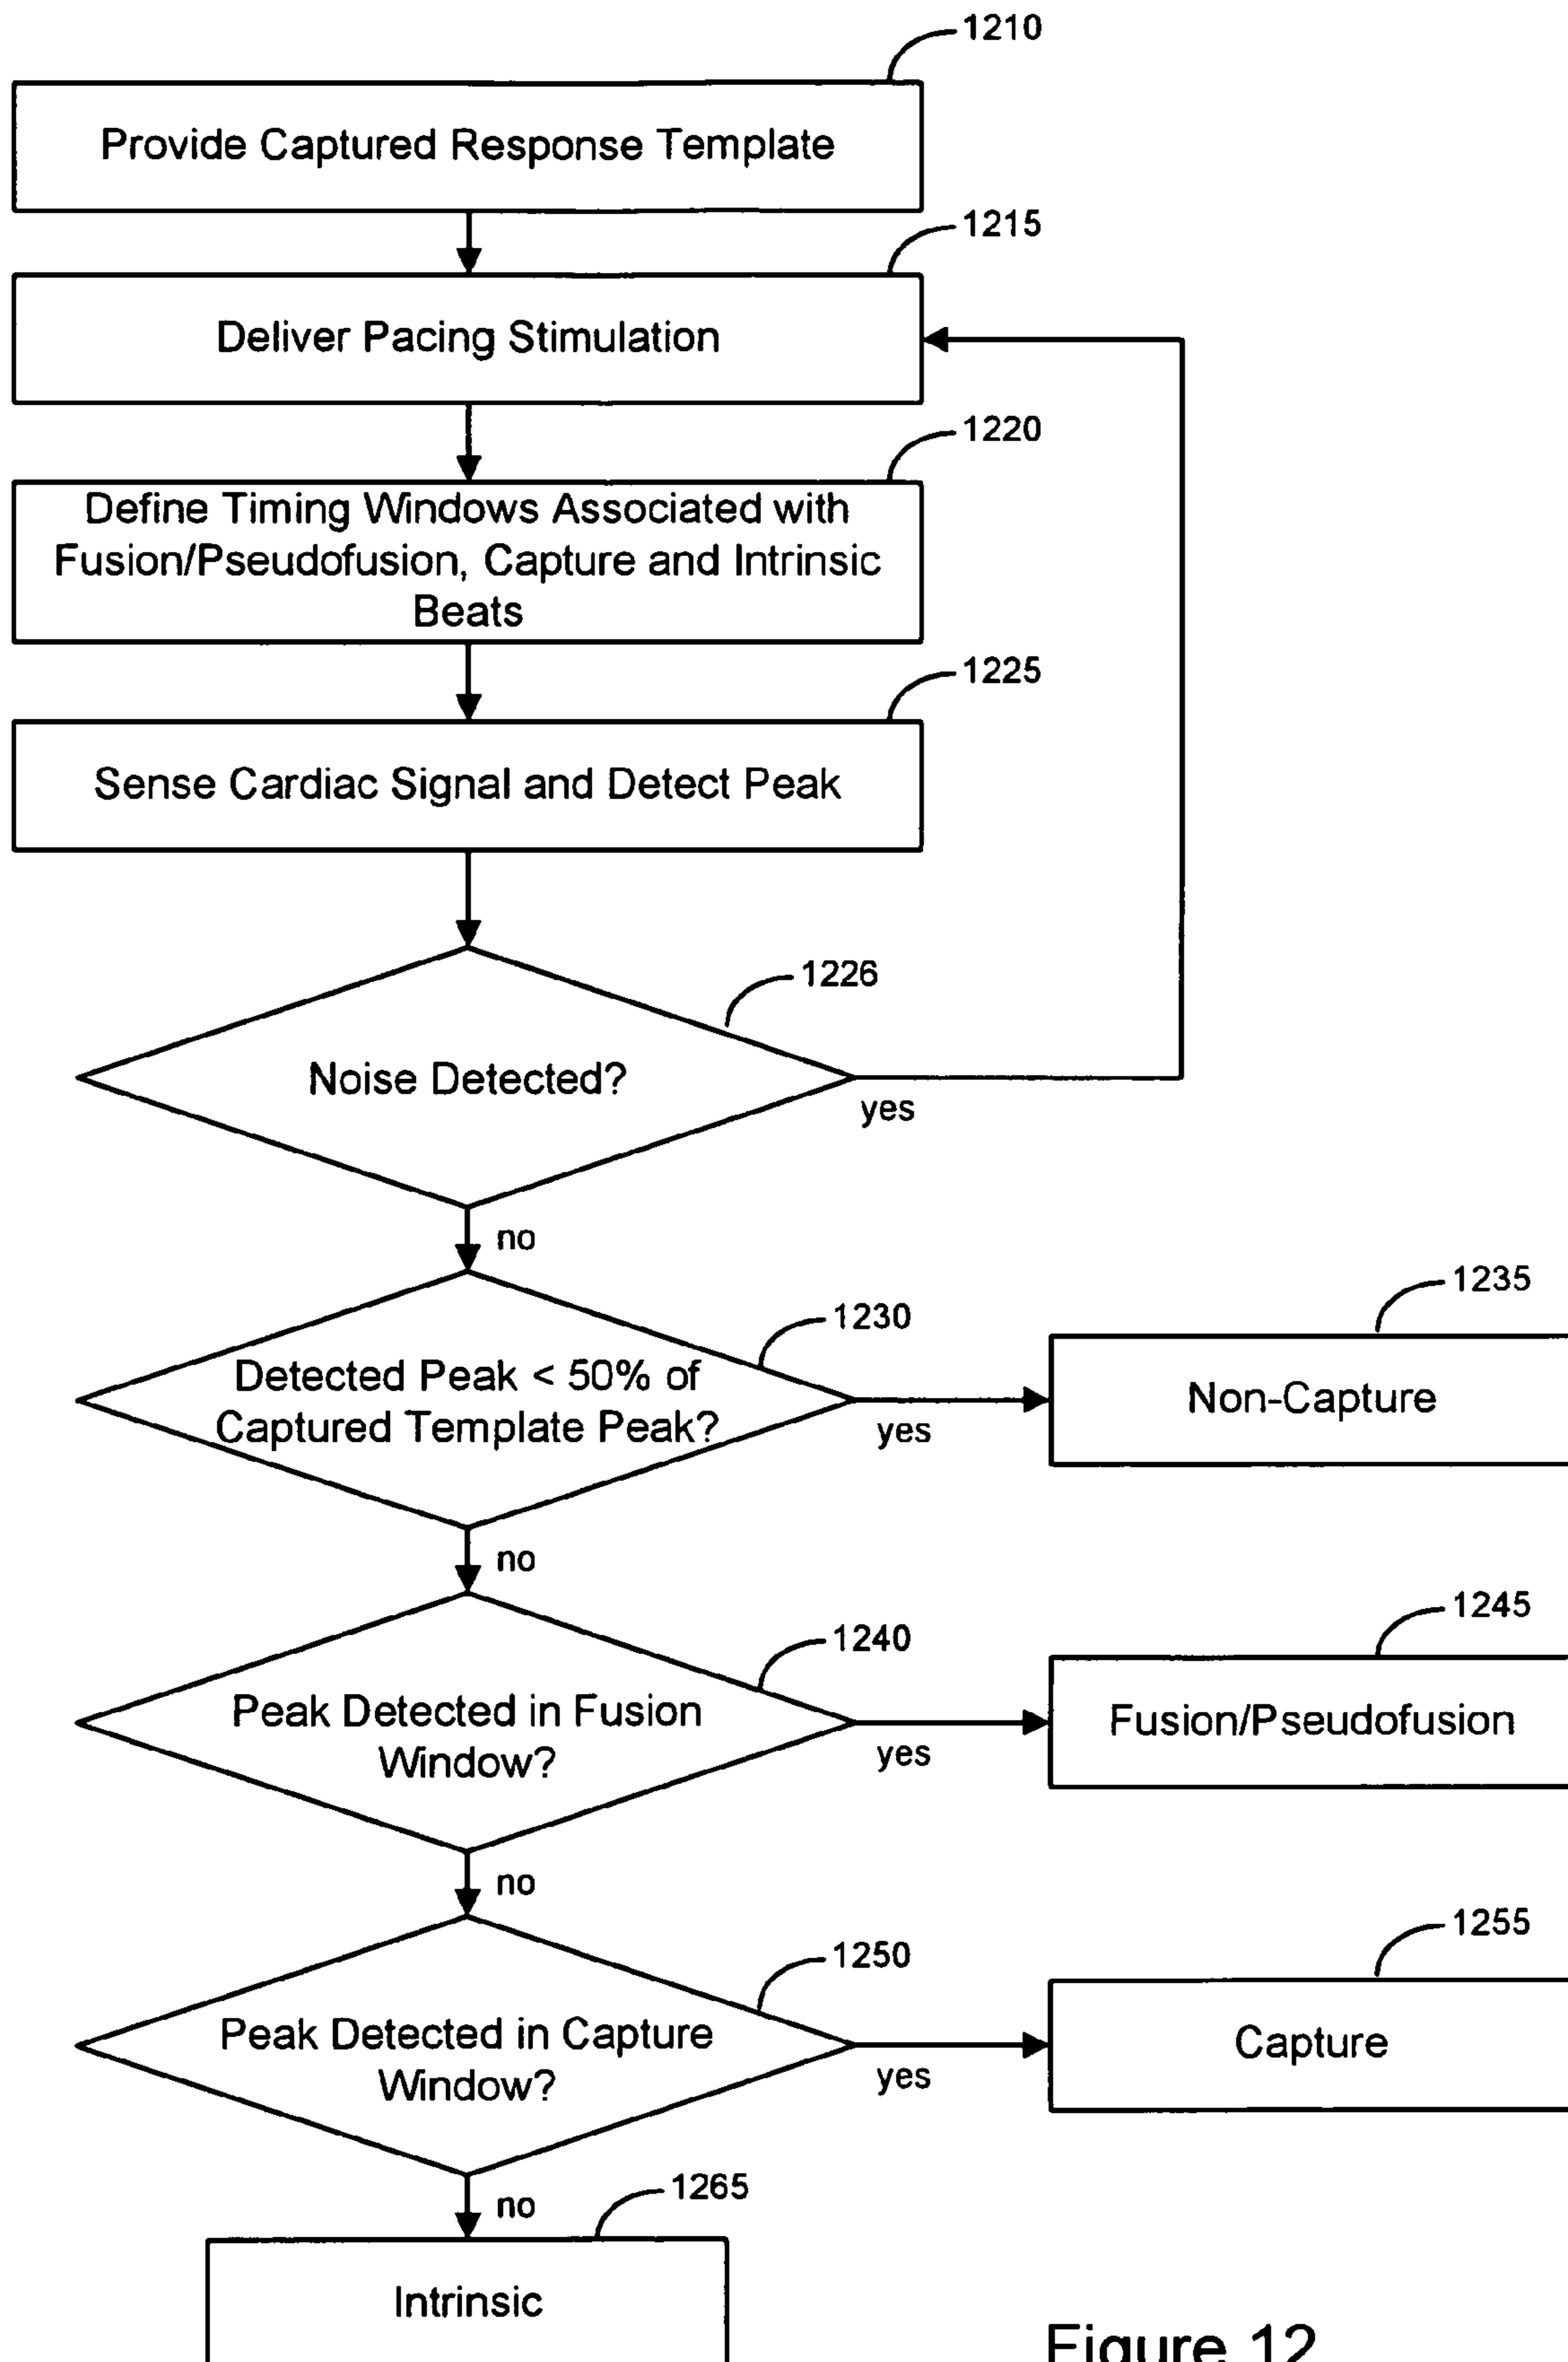 1210
Provide Captured Response Template
1215
Deliver Pacing Stimulation
1220
Define Timing Windows Associated with
Fusion/Pseudofusion, Capture and Intrinsic
Beats
1225
Sense Cardiac Signal and Detect Peak
1226
Noise Detected?
yes
no
1230
Detected Peak < 50% of
Captured Template Peak?
yes
1235
Non-Capture
no
1240
Peak Detected in Fusion
Window?
yes
1245
Fusion/Pseudofusion
no
1250
Peak Detected in Capture
Window?
yes
1255
Capture
no
1265
Intrinsic
Figure 12